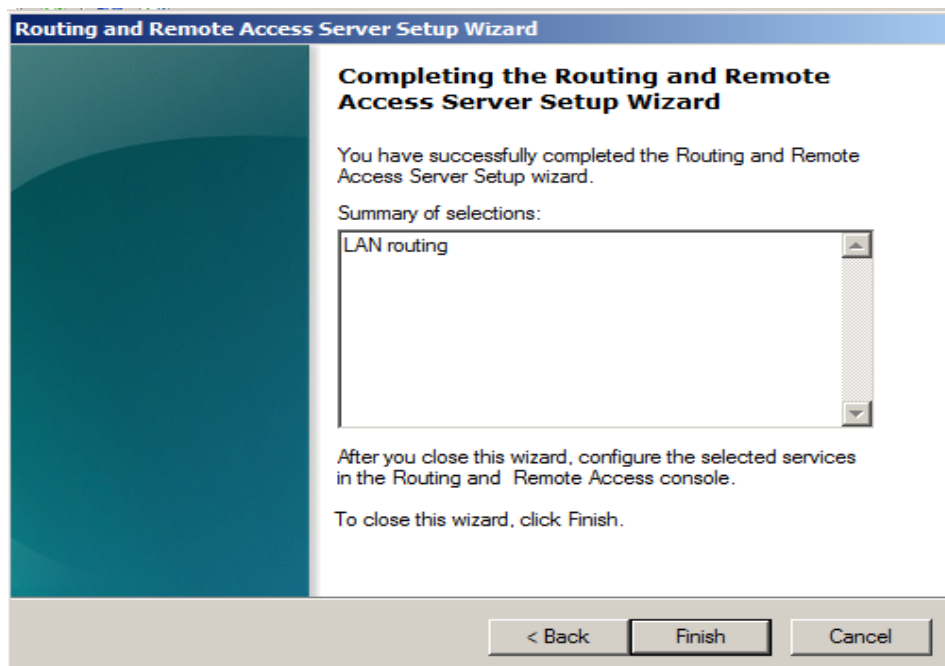 Routing and Remote Access Server Setup Wizard
Completing the Routing and Remote
Access Server Setup Wizard
You have successfully completed the Routing and Remote
Access Server Setup wizard.
Summary of selections:
LAN routing
After you close this wizard, configure the selected services
in the Routing and  Remote Access console.
To close this wizard, click Finish.
< Back
Finish
Cancel